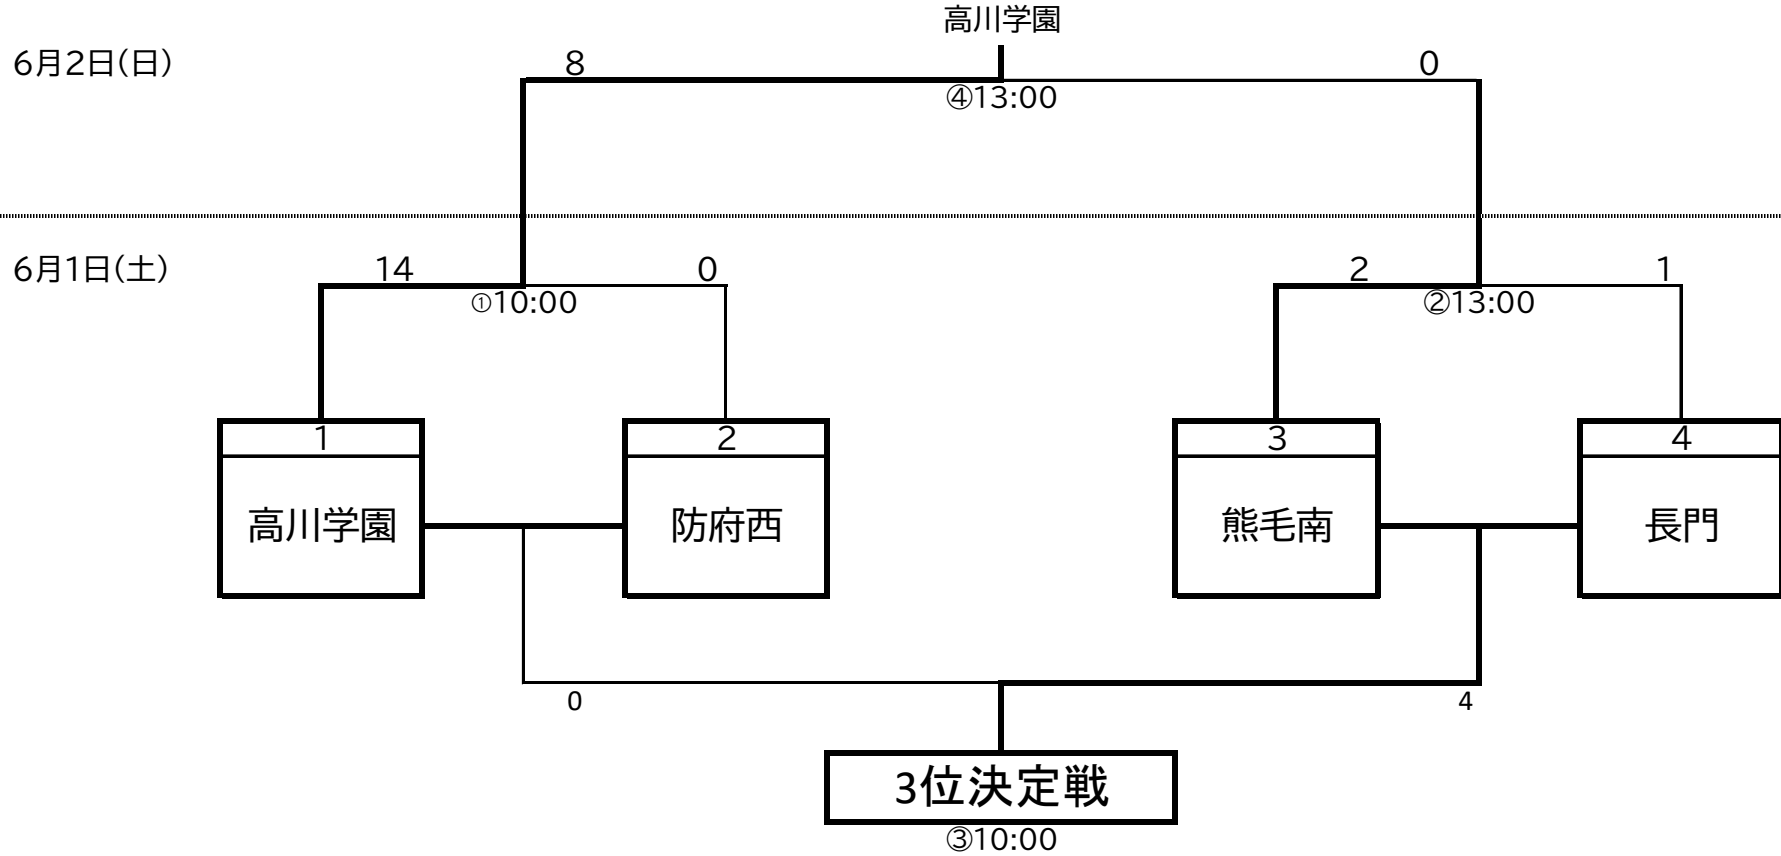 高川学園
6月2日(日)
8
0
④13:00
6月1日(土)
14
0
2
1
①10:00
②13:00
1
2
3
4
高川学園
防府西
熊毛南
長門
0
4
3位決定戦
③10:00